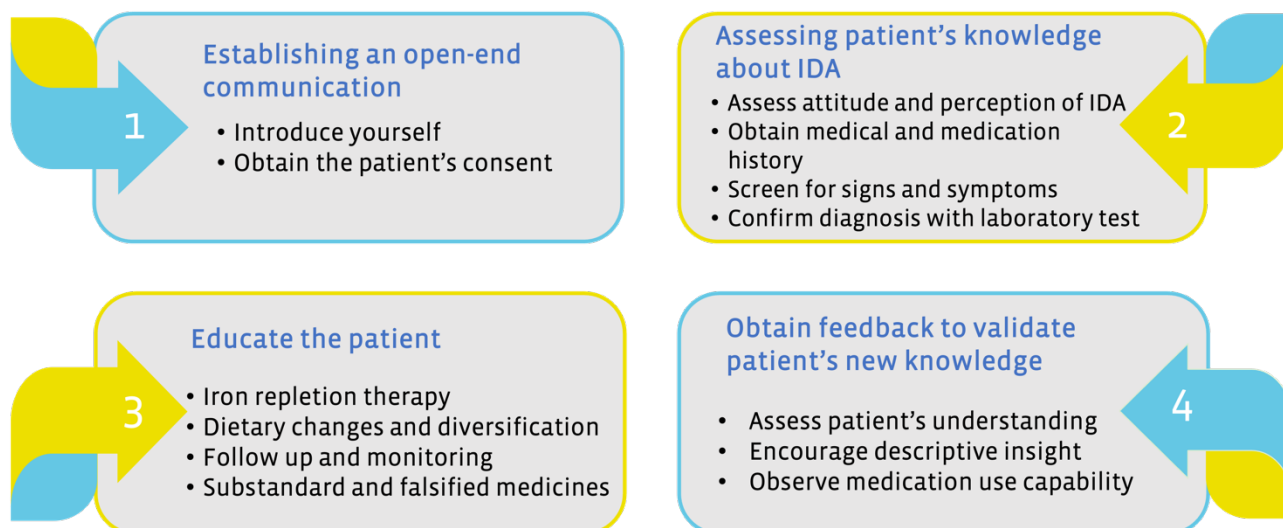 1
Establishing an open-end
communication
• Introduce yourself
• Obtain the patient's consent
2
Assessing patient's knowledge
about IDA
• Assess attitude and perception of IDA
• Obtain medical and medication
history
• Screen for signs and symptoms
• Confirm diagnosis with laboratory test
3
Educate the patient
• Iron repletion therapy
• Dietary changes and diversification
• Follow up and monitoring
• Substandard and falsified medicines
4
Obtain feedback to validate
patient's new knowledge
• Assess patient's understanding
• Encourage descriptive insight
• Observe medication use capability